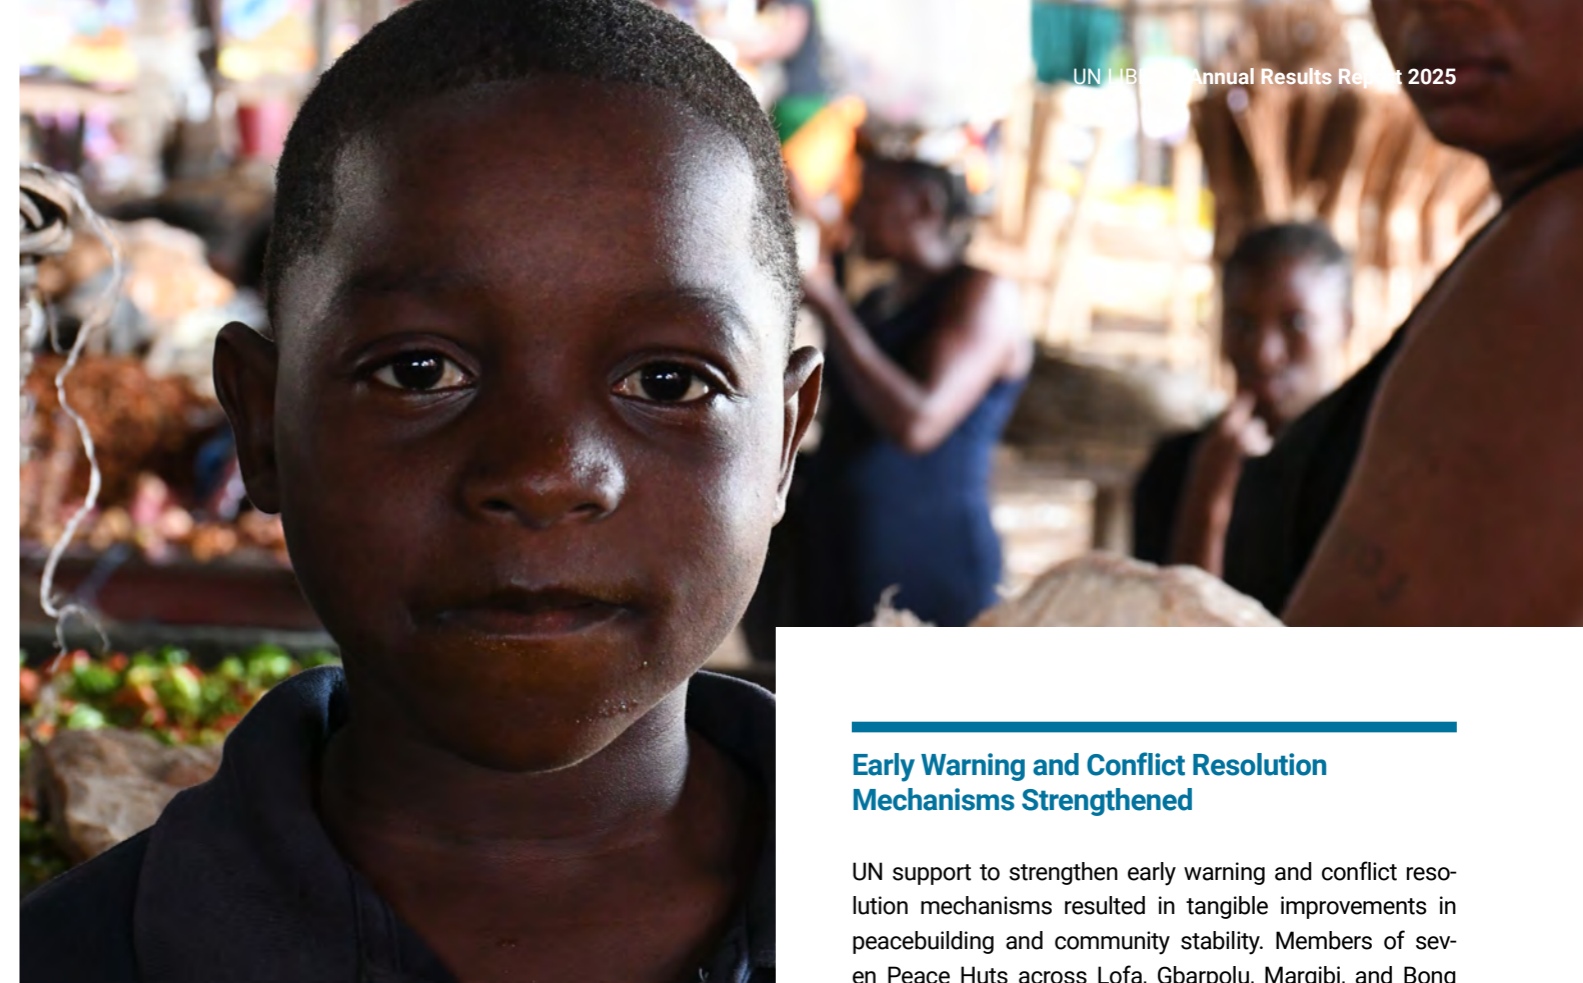 UN LIB Annual Results Re t 2025
Early Warning and Conflict Resolution
Mechanisms Strengthened
UN support to strengthen early warning and conflict reso-
lution mechanisms resulted in tangible improvements in
peacebuilding and community stability. Members of sev-
en Peace Huts across Lofa, Gbarpolu, Margibi, and Bong